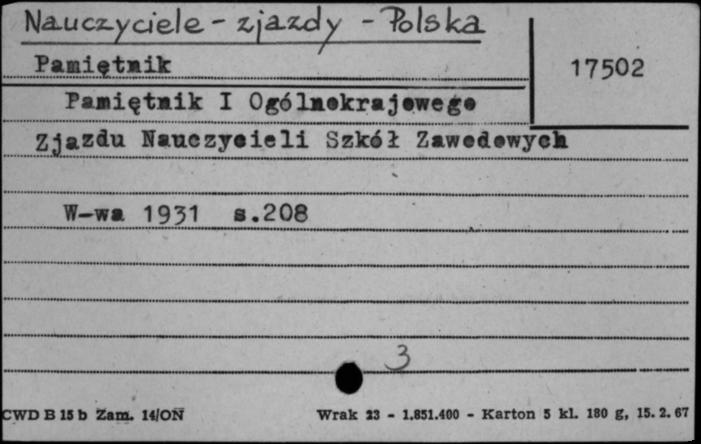 Nauczyciele - zjazdy - Polska
Pamiętnik
17502
Pamiętnik I Ogólnokrajowego
Zjazdu Nauczycieli Szkół Zawodowych
W-wa 1931 s.208
3
CWD B 15 b Zam. 14/ON
Wrak 23 - 1.851.400 - Karton 5 kl. 180 g, 15. 2. 67